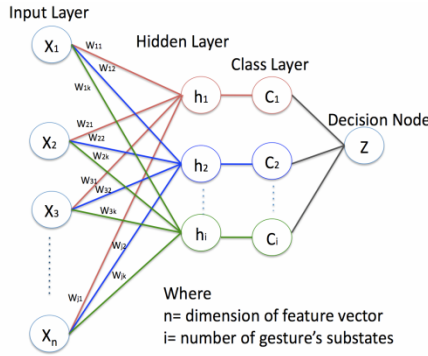 Input Layer
Hidden Layer
Class Layer
Decision Node
X1
W11
W12
W1k
h1
C1
X2
W21
W22
W2k
h2
C2
Z
X3
W31
W32
W3k
hi
Ci
Wj1
Wj2
Wjk
Xn
Where
n= dimension of feature vector
i= number of gesture's substates